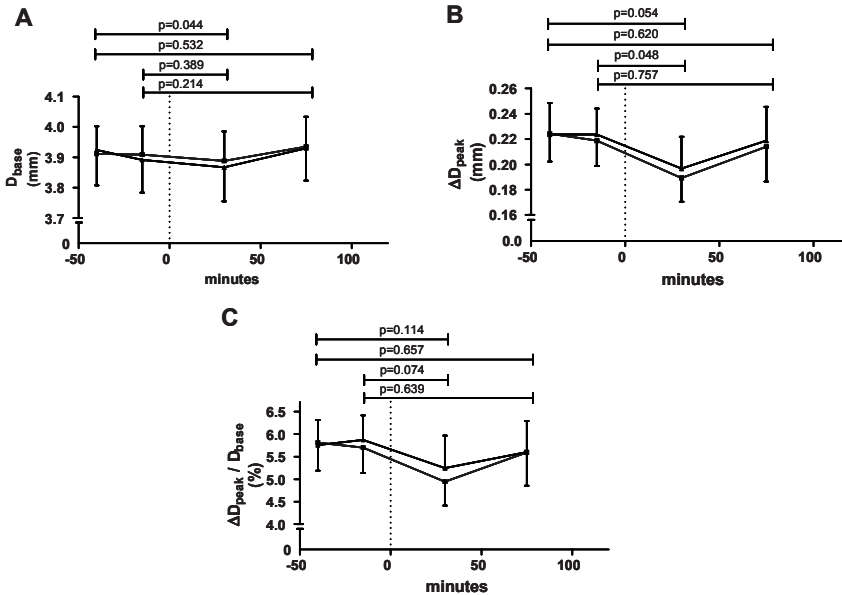 A
p=0.044
p=0.532
p=0.389
p=0.214
4.1
4.0
3.9
3.8
3.7
0
Dbase
(mm)
-50 0 50 100
minutes
B
p=0.054
p=0.620
p=0.048
p=0.757
0.26
0.24
0.22
0.20
0.18
0.16
0.0
ΔDpeak
(mm)
-50 0 50 100
minutes
C
p=0.114
p=0.657
p=0.074
p=0.639
6.5
6.0
5.5
5.0
4.5
4.0
0
ΔDpeak / Dbase
(%)
-50 0 50 100
minutes